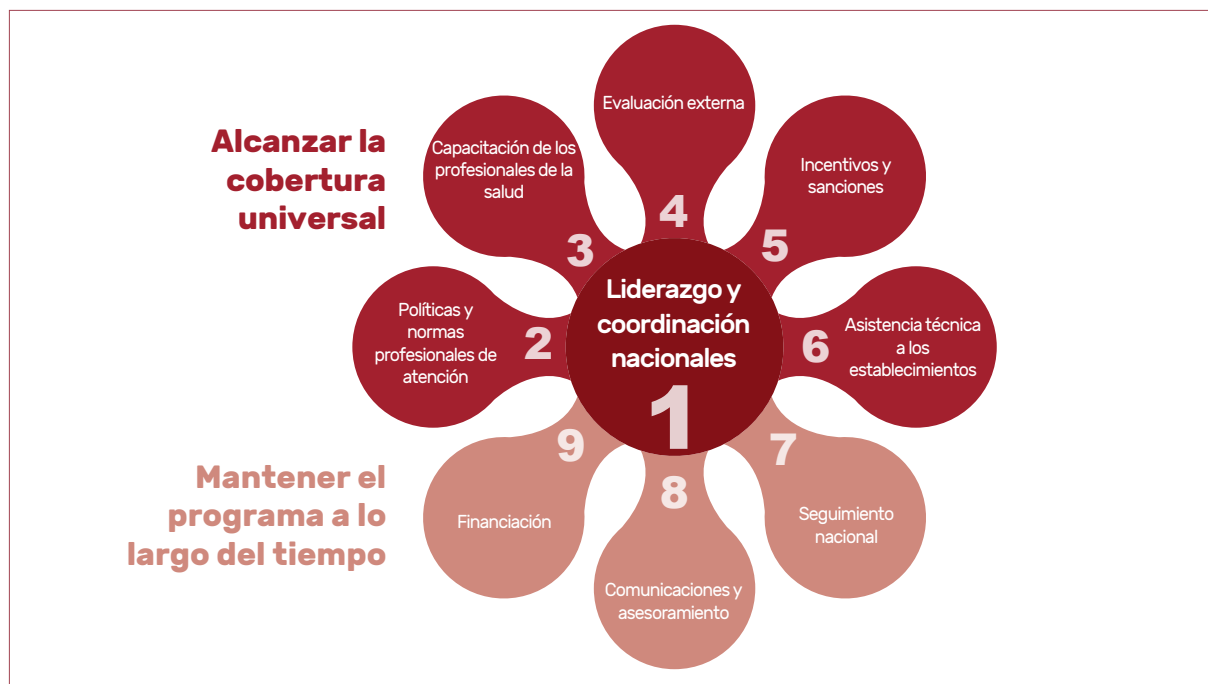 Alcanzar la
cobertura
universal
Liderazgo y
coordinación
nacionales
1
Políticas y
normas
profesionales de
atención
2
Capacitación de los
profesionales de la
salud
3
Evaluación externa
4
Incentivos y
sanciones
5
Asistencia técnica
a los
establecimientos
6
Mantener el
programa a lo
largo del tiempo
Seguimiento
nacional
7
Comunicaciones y
asesoramiento
8
Financiación
9